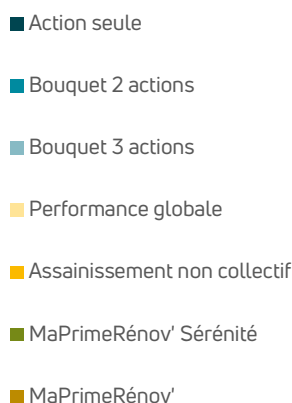 Action seule
Bouquet 2 actions
Bouquet 3 actions
Performance globale
Assainissement non collectif
MaPrimeRénov' Sérénité
MaPrimeRénov'